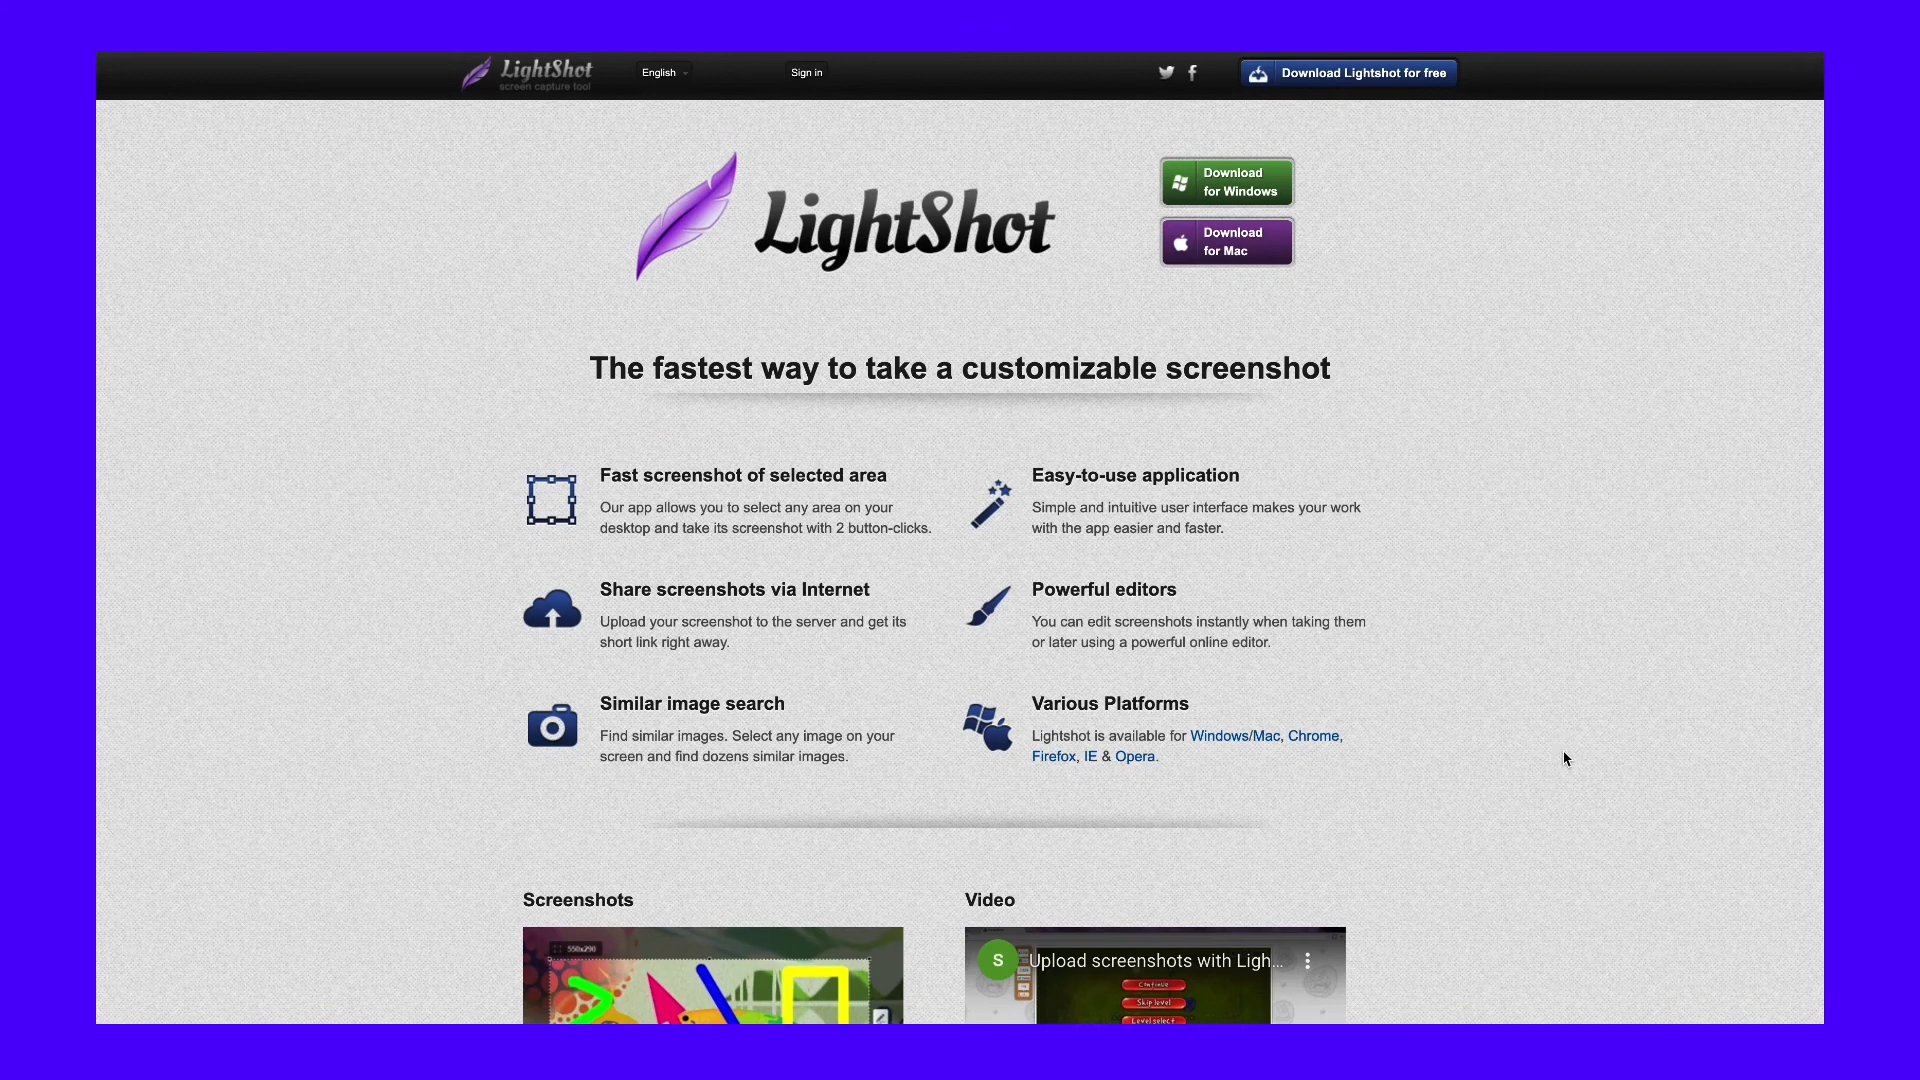 LightShot
screen capture tool
English
Sign in
Download Lightshot for free
LightShot
Download
for Windows
Download
for Mac
The fastest way to take a customizable screenshot
Fast screenshot of selected area
Our app allows you to select any area on your
desktop and take its screenshot with 2 button-clicks.
Easy-to-use application
Simple and intuitive user interface makes your work
with the app easier and faster.
Share screenshots via Internet
Upload your screenshot to the server and get its
short link right away.
Powerful editors
You can edit screenshots instantly when taking them
or later using a powerful online editor.
Similar image search
Find similar images. Select any image on your
screen and find dozens similar images.
Various Platforms
Lightshot is available for Windows/Mac, Chrome,
Firefox, IE & Opera.
Screenshots
550x290
Video
S
Upload screenshots with Ligh...
Continue
Skip level
Level select